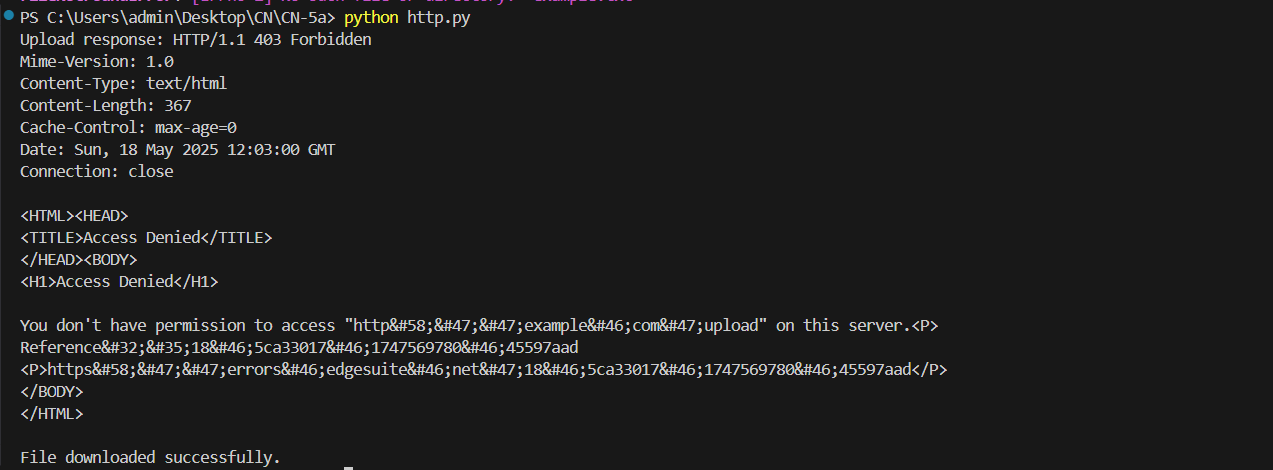 PS C:\Users\admin\Desktop\CN\CN-5a> python http.py
Upload response: HTTP/1.1 403 Forbidden
Mime-Version: 1.0
Content-Type: text/html
Content-Length: 367
Cache-Control: max-age=0
Date: Sun, 18 May 2025 12:03:00 GMT
Connection: close
<HTML><HEAD>
<TITLE>Access Denied</TITLE>
</HEAD><BODY>
<H1>Access Denied</H1>
You don't have permission to access "http&#58;&#47;&#47;example&#46;com&#47;upload" on this server.<P>
Reference&#32;&#35;18&#46;5ca33017&#46;1747569780&#46;45597aad
<P>https&#58;&#47;&#47;errors&#46;edgesuite&#46;net&#47;18&#46;5ca33017&#46;1747569780&#46;45597aad</P>
</BODY>
</HTML>
File downloaded successfully.